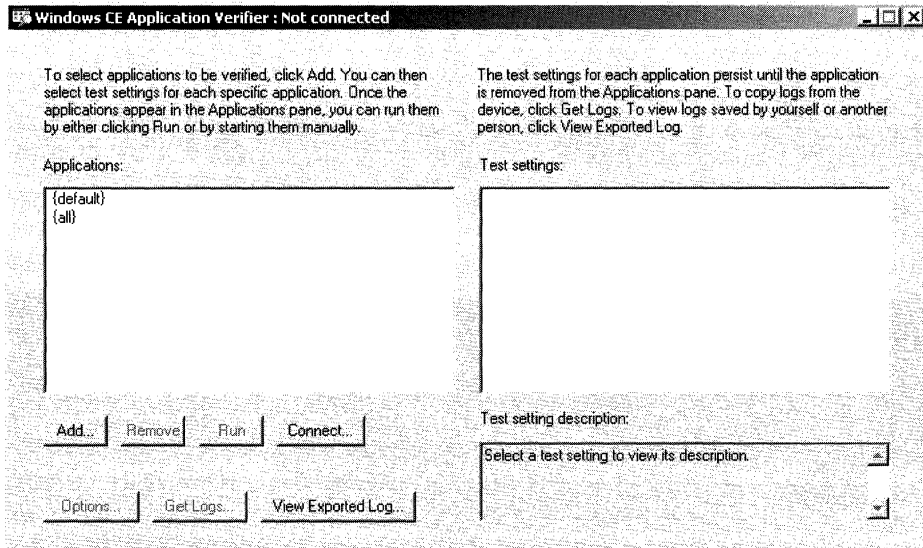 Windows CE Application Verifier : Not connected
To select applications to be verified, click Add. You can then
select test settings for each specific application. Once the
applications appear in the Applications pane, you can run them
by either clicking Run or by starting them manually.
The test settings for each application persist until the application
is removed from the Applications pane. To copy logs from the
device, click Get Logs. To view logs saved by yourself or another
person, click View Exported Log.
Applications:
{default}
{all}
Test settings:
Add...
Remove
Run
Connect...
Test setting description:
Select a test setting to view its description.
Options...
Get Logs...
View Exported Log...